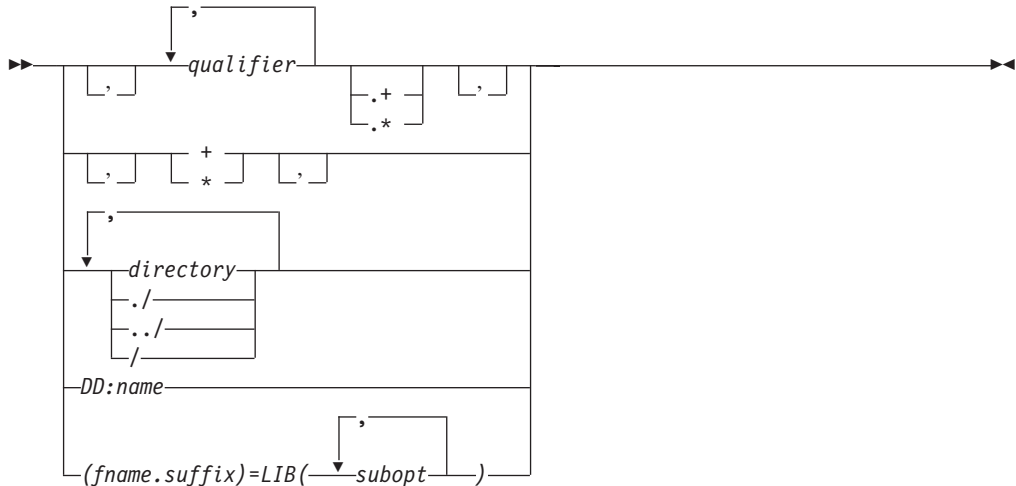 ,
qualifier
, .+ ,
.*
+
, * ,
,
directory
./
../
/
DD:name
,
(fname.suffix)=LIB( subopt )